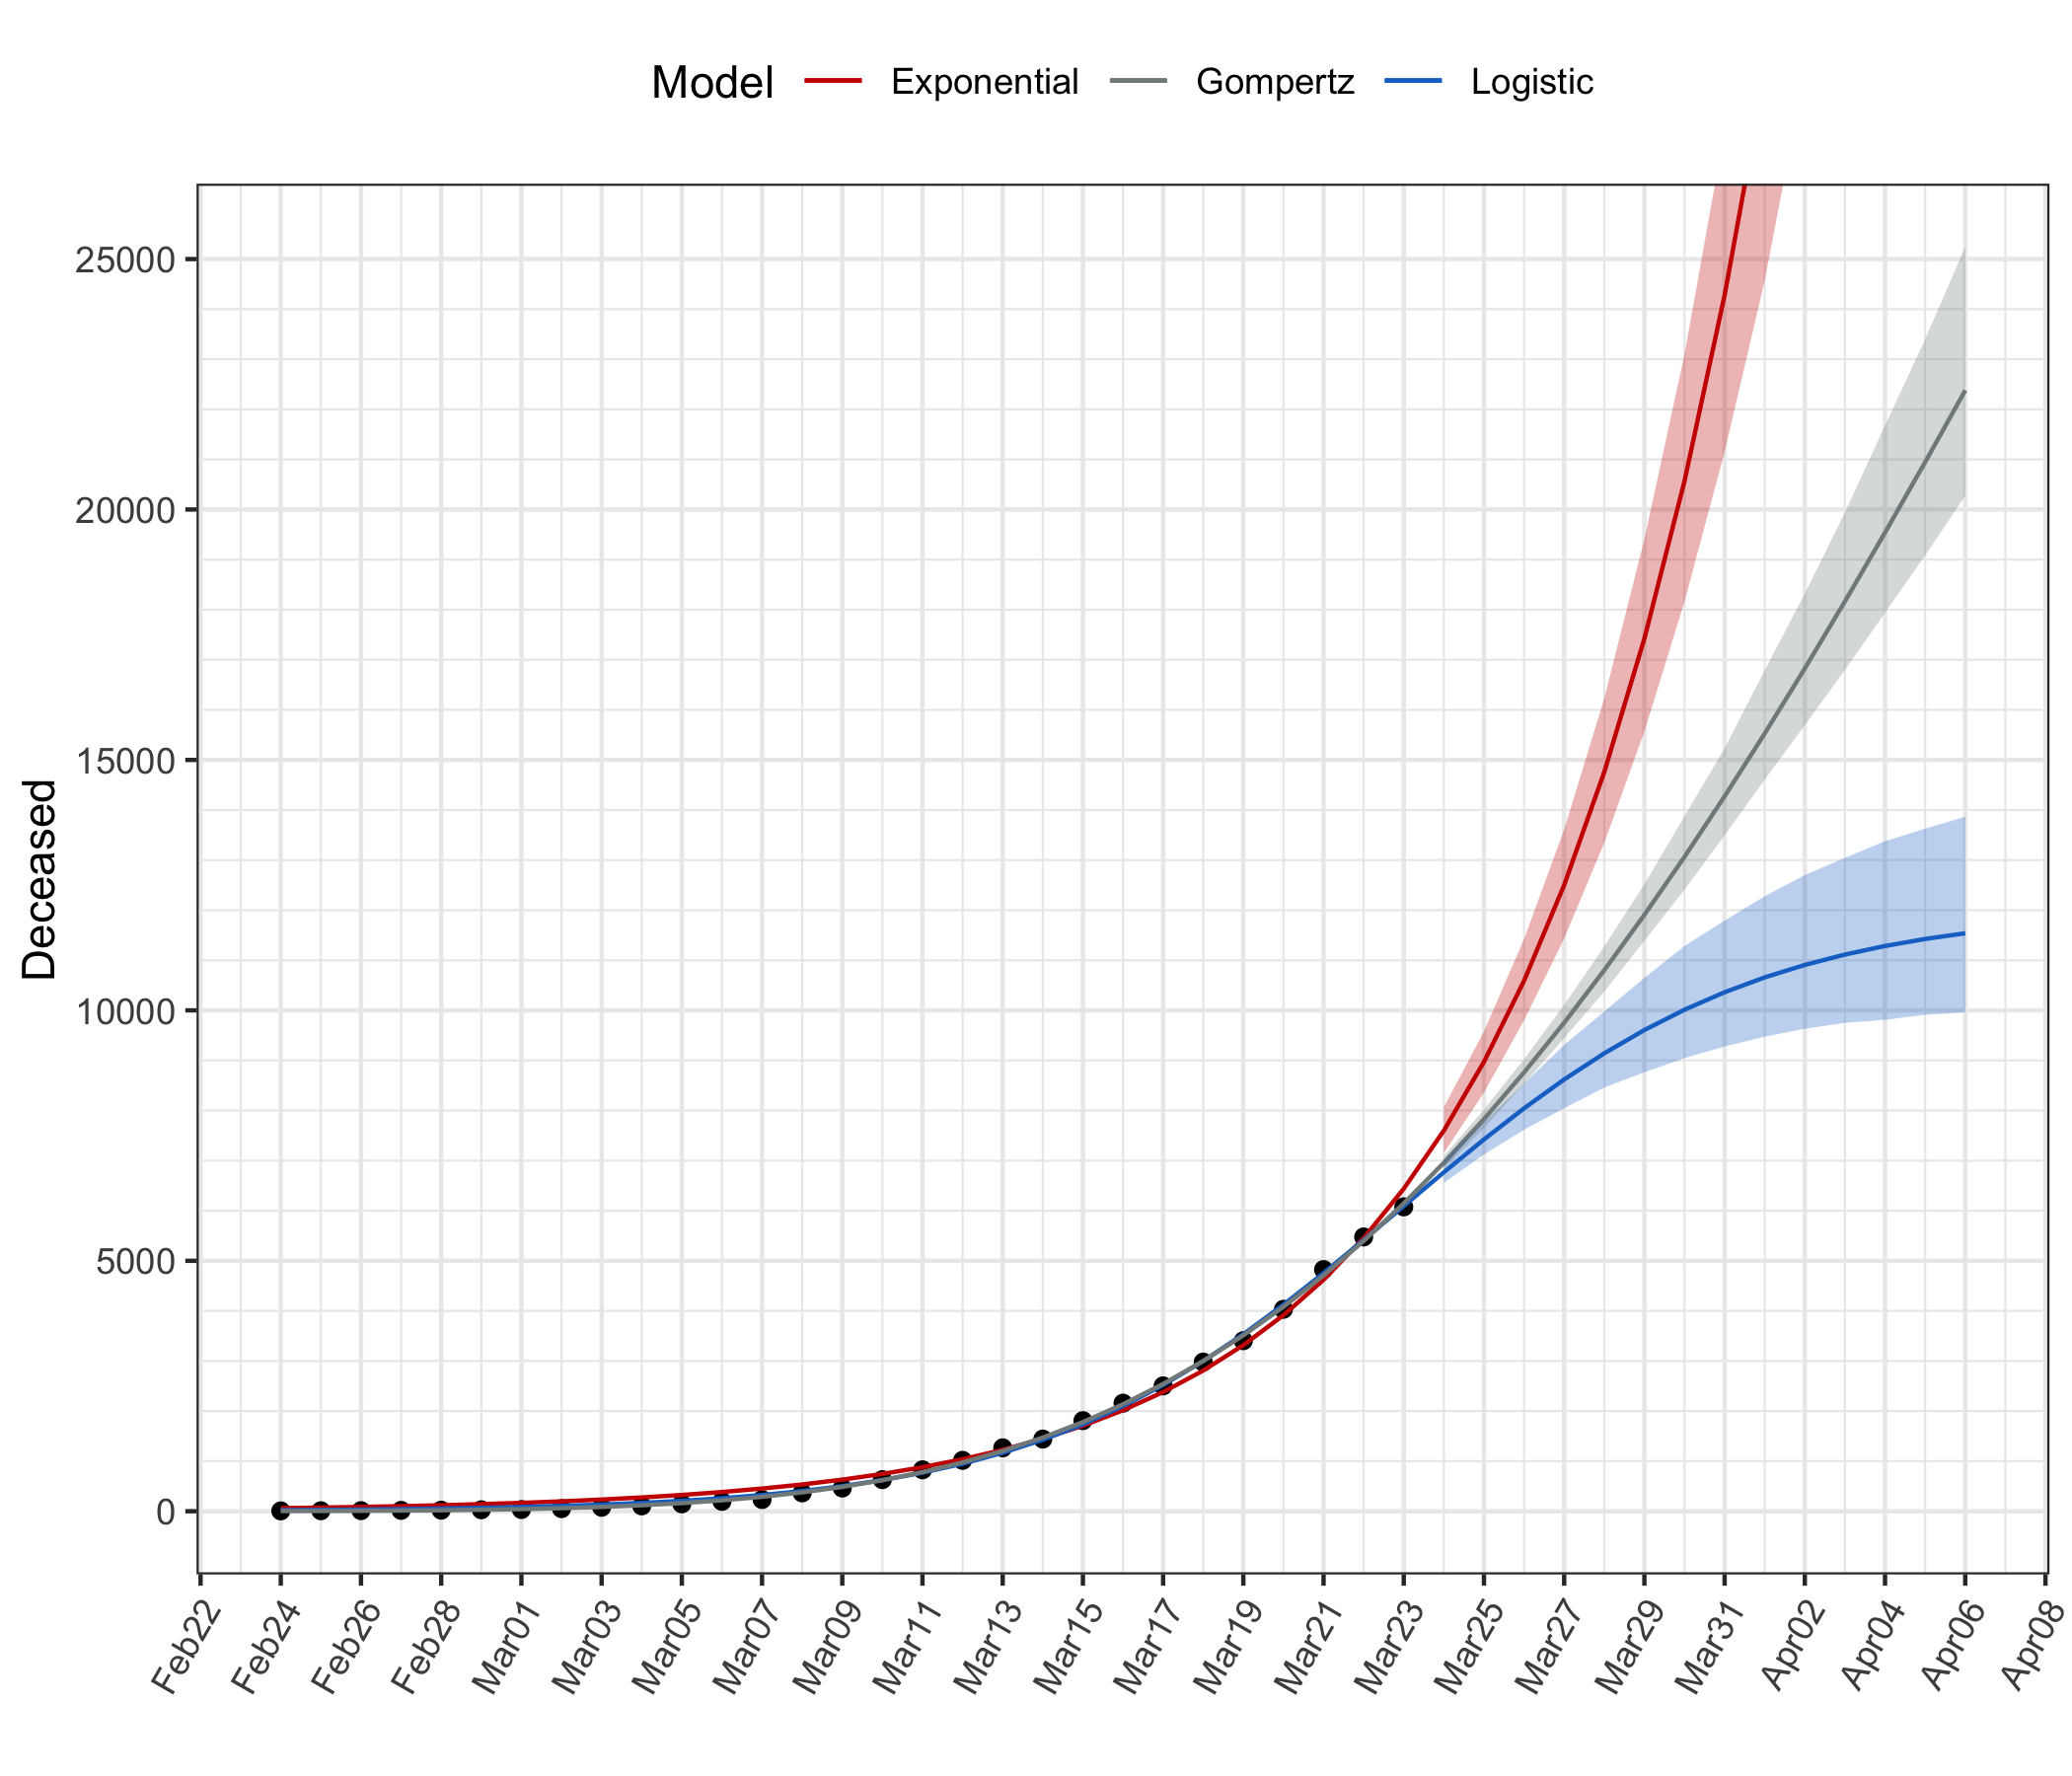 Model Exponential Gompertz Logistic
25000
20000
15000
10000
5000
0
Deceased
Feb22 Feb24 Feb26 Feb28 Mar01 Mar03 Mar05 Mar07 Mar09 Mar11 Mar13 Mar15 Mar17 Mar19 Mar21 Mar23 Mar25 Mar27 Mar29 Mar31 Apr02 Apr04 Apr06 Apr08